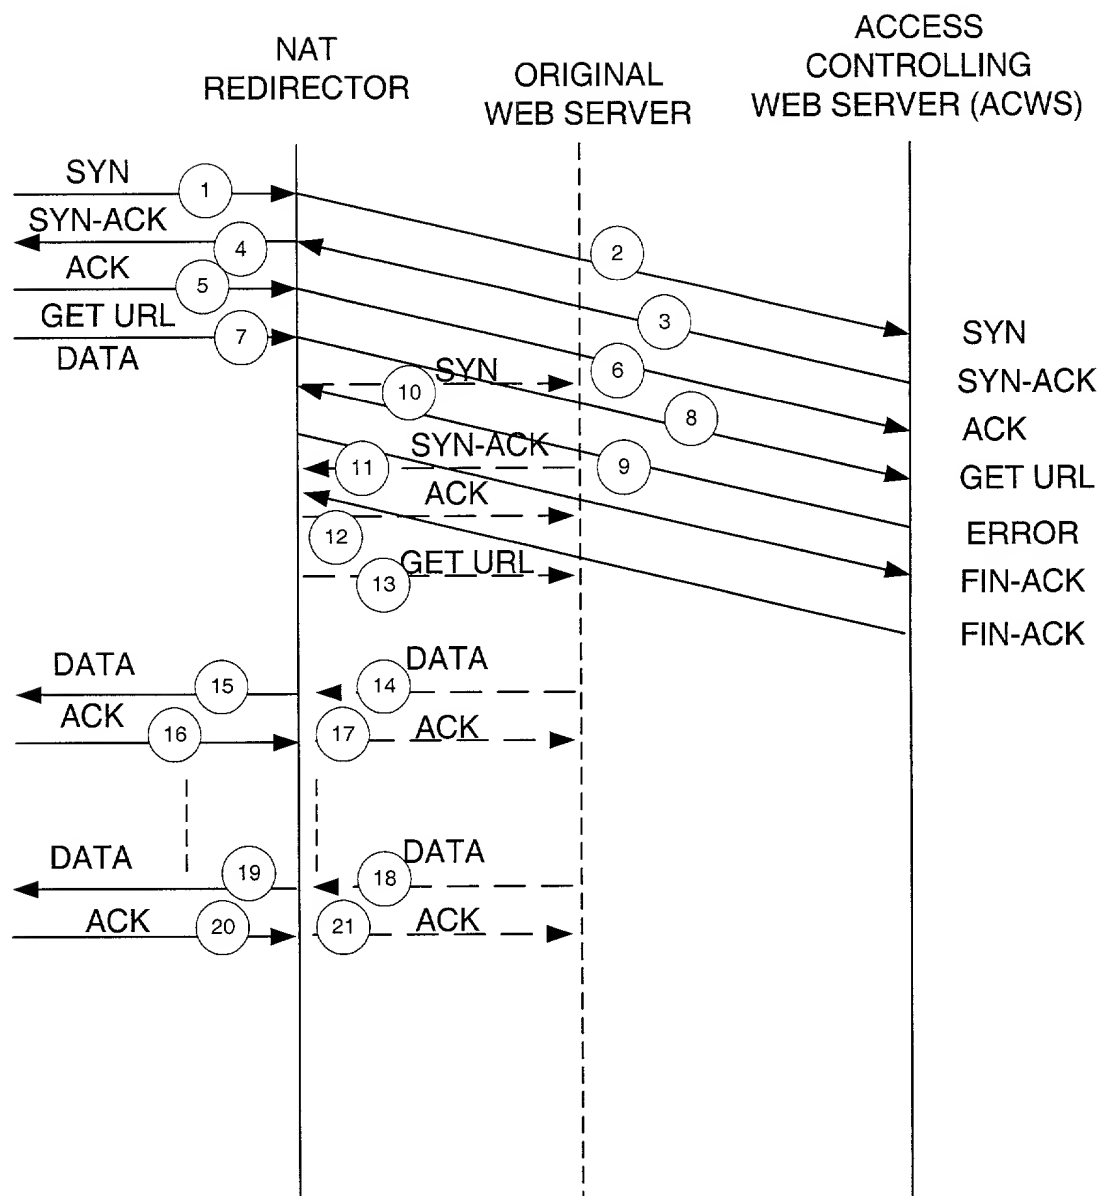 NAT
REDIRECTOR
ORIGINAL
WEB SERVER
ACCESS
CONTROLLING
WEB SERVER (ACWS)
SYN
1
SYN-ACK
4
2
ACK
5
3
GET URL
7
SYN
DATA
SYN
6
SYN-ACK
10
8
ACK
SYN-ACK
11
9
GET URL
ACK
12
ERROR
GET URL
13
FIN-ACK
FIN-ACK
DATA
15
DATA
14
ACK
16
17
ACK
DATA
19
DATA
18
ACK
20
21
ACK